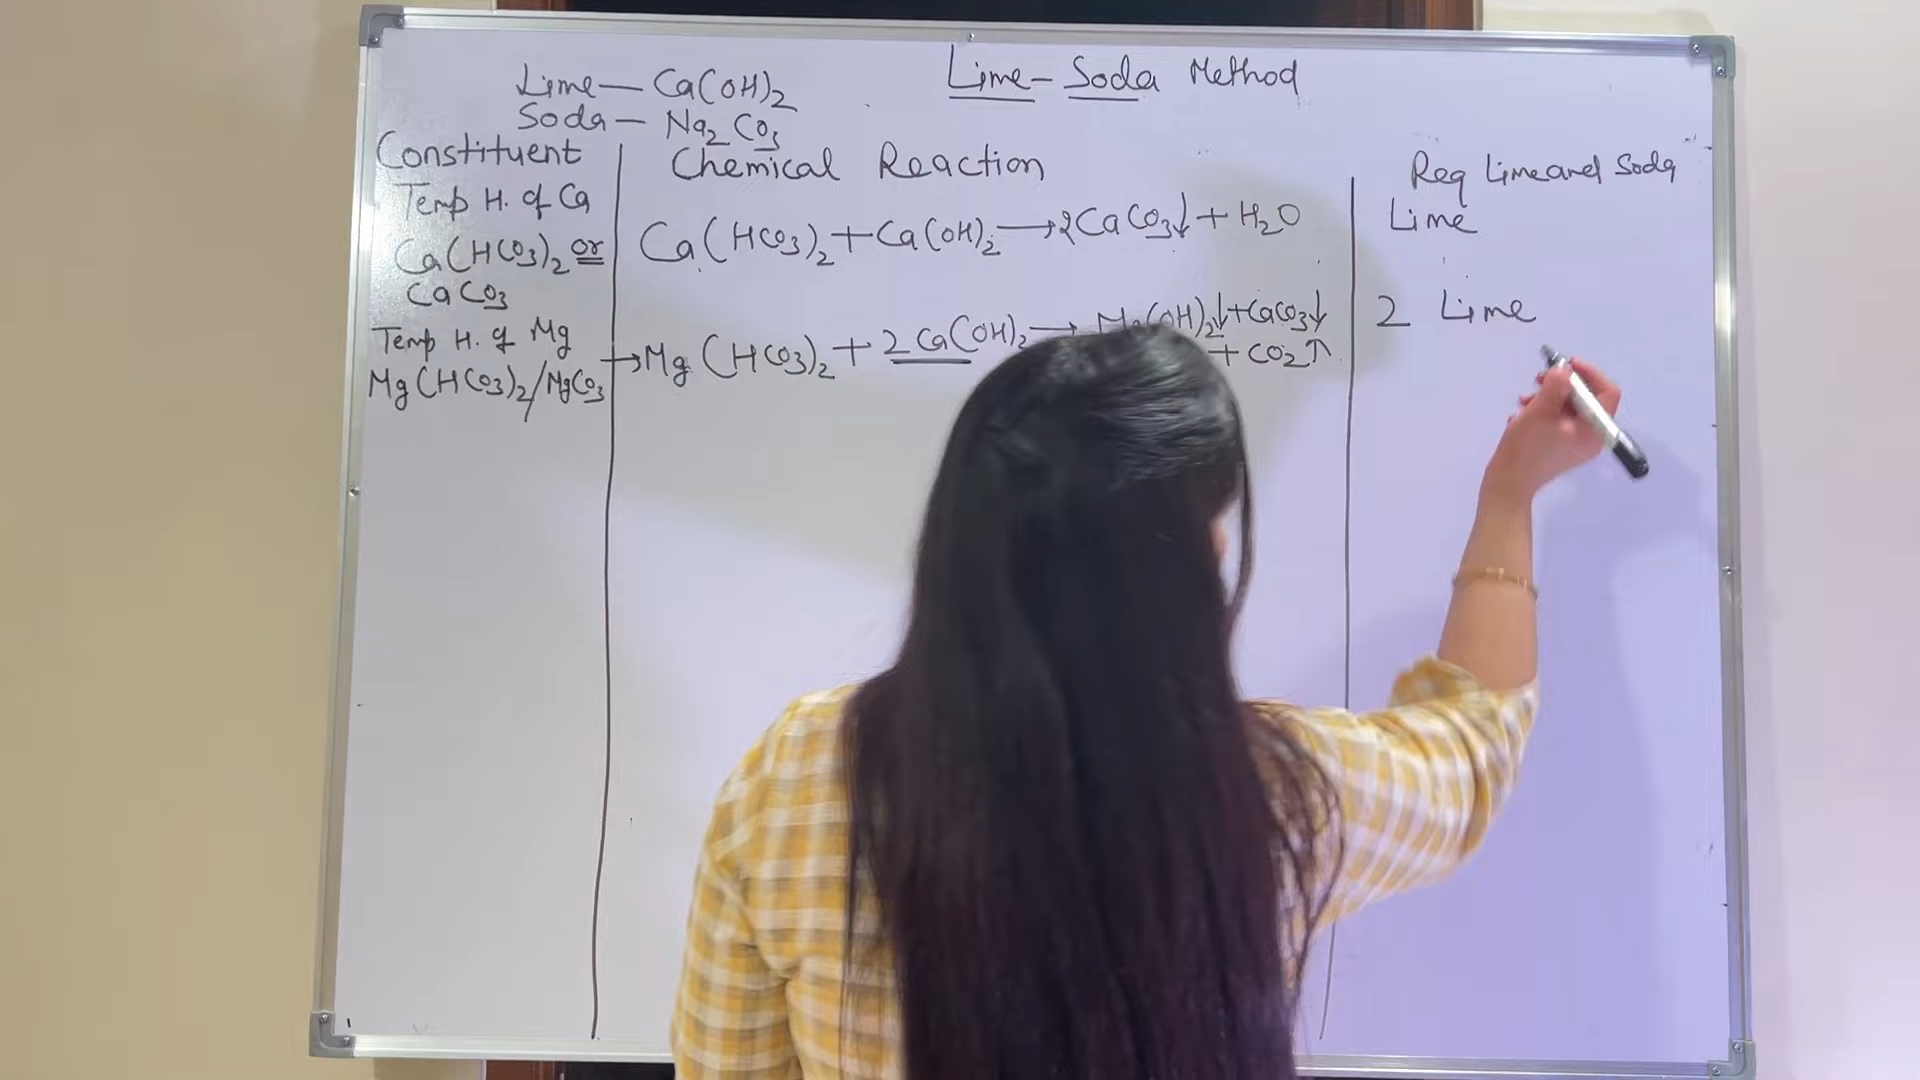 Lime-Soda Method
Lime— Ca(OH)2
Soda— Na2 CO3
Constituent
Chemical Reaction
Req Lime and Soda
Temp H. of Ca
Ca(HCO3)2 or
CaCO3
Ca(HCO3)2+Ca(OH)2→2CaCO3↓+H2O
Lime
Temp H. of Mg
Mg(HCO3)2/MgCO3
→Mg(HCO3)2+2Ca(OH)2→ Mg(OH)2↓+CaCO3↓
+CO2↑
2 Lime